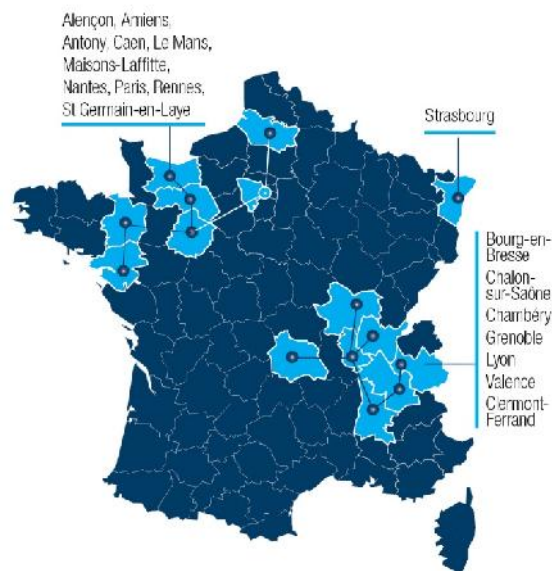 Alençon, Amiens,
Antony, Caen, Le Mans,
Maisons-Laffitte,
Nantes, Paris, Rennes,
St Germain-en-Laye
Strasbourg
Bourg-en-
Bresse
Chalon-
sur-Saône
Chambéry
Grenoble
Lyon
Valence
Clermont-
Ferrand